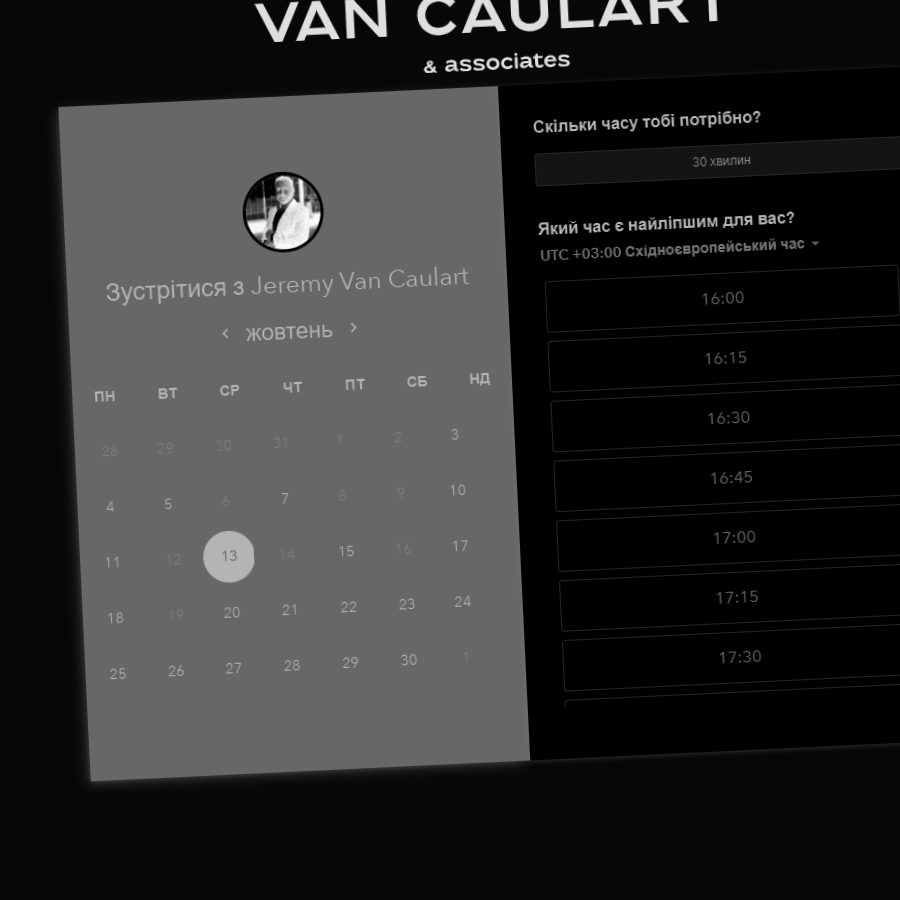 VAN CAULART
& associates
Зустрітися з Jeremy Van Caulart
жовтень
ПН ВТ СР ЧТ ПТ СБ НД
28 29 30 31 1 2 3
4 5 6 7 8 9 10
11 12 13 14 15 16 17
18 19 20 21 22 23 24
25 26 27 28 29 30 1
Скільки часу тобі потрібно?
30 хвилин
Який час є найліпшим для вас?
UTC +03:00 Східноєвропейський час
16:00
16:15
16:30
16:45
17:00
17:15
17:30